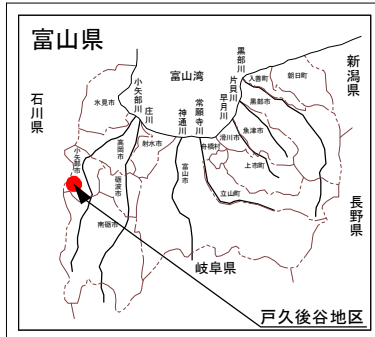 富山県
新潟県
石川県
富山湾
長野県
岐阜県
小矢部川
庄川
神通川
常願寺川
早月川
片貝川
黒部川
氷見市
高岡市
射水市
小矢部市
砺波市
南砺市
富山市
舟橋村
滑川市
上市町
立山町
魚津市
黒部市
入善町
朝日町
戸久後谷地区